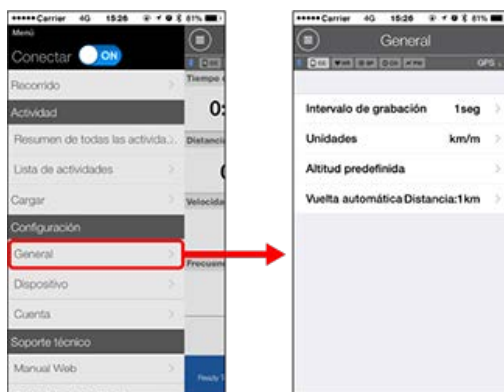 •••••Carrier 4G 15:26 81%
Menú
Conectar ON
Recorrido
Actividad
Resumen de todas las activida...
Lista de actividades
Cargar
Configuración
General
Dispositivo
Cuenta
Soporte técnico
Manual Web
Tiempo
0:
Distancia
Velocida
Frecuen
Ready
•••••Carrier 4G 15:26 81%
General
GPS
Intervalo de grabación 1seg
Unidades km/m
Altitud predefinida
Vuelta automática Distancia:1km